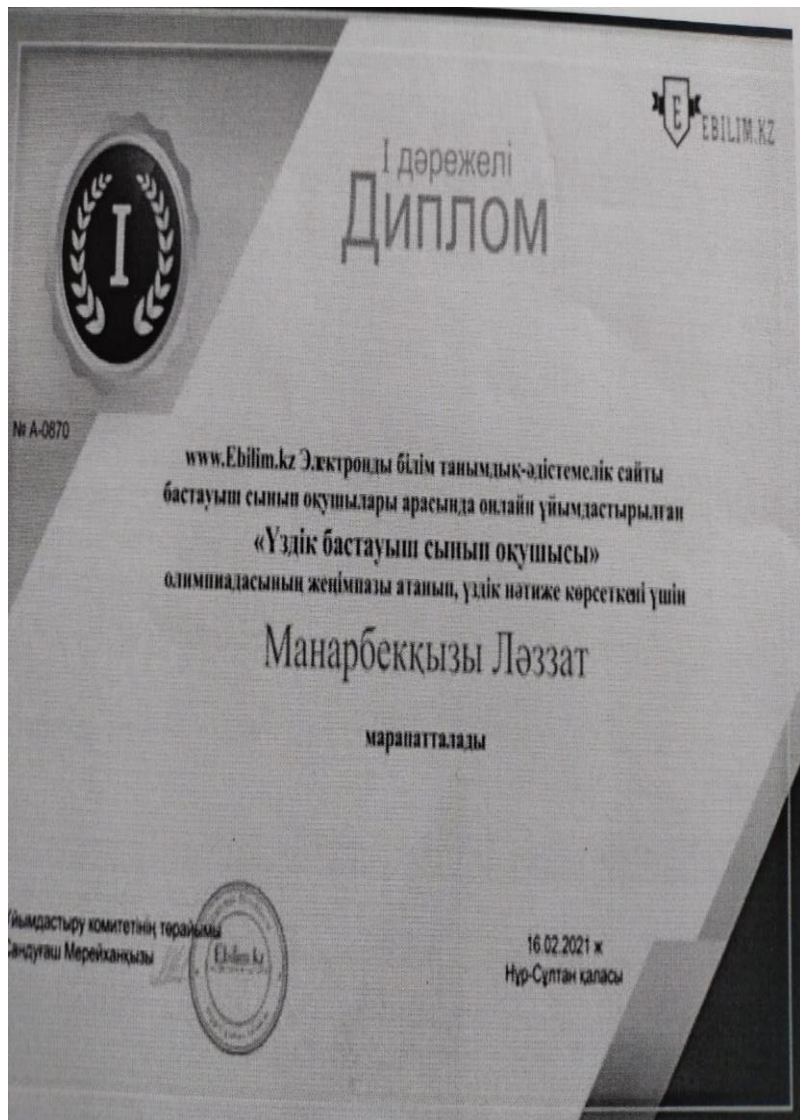 E
EBILIM.KZ
І дәрежелі
Диплом
I
№ А-0870
www.Ebilim.kz Электронды білім танымдық-әдістемелік сайты
бастауыш сынып оқушылары арасында онлайн ұйымдастырылған
«Үздік бастауыш сынып оқушысы»
олимпиадасының жеңімпазы атанып, үздік нәтиже көрсеткені үшін
Манарбекқызы Ләззат
марапатталады
Ұйымдастыру комитетінің төрайымы
Сандуғаш Мерейханқызы
Ebilim.kz
16.02.2021 ж
Нұр-Сұлтан қаласы